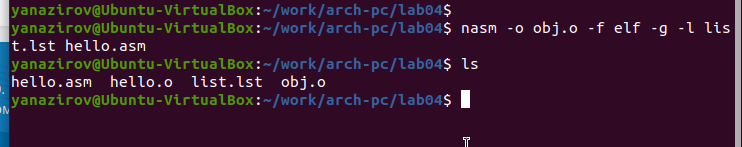 yanazirov@Ubuntu-VirtualBox:~/work/arch-pc/lab04$
yanazirov@Ubuntu-VirtualBox:~/work/arch-pc/lab04$ nasm -o obj.o -f elf -g -l lis
t.lst hello.asm
yanazirov@Ubuntu-VirtualBox:~/work/arch-pc/lab04$ ls
hello.asm  hello.o  list.lst  obj.o
yanazirov@Ubuntu-VirtualBox:~/work/arch-pc/lab04$